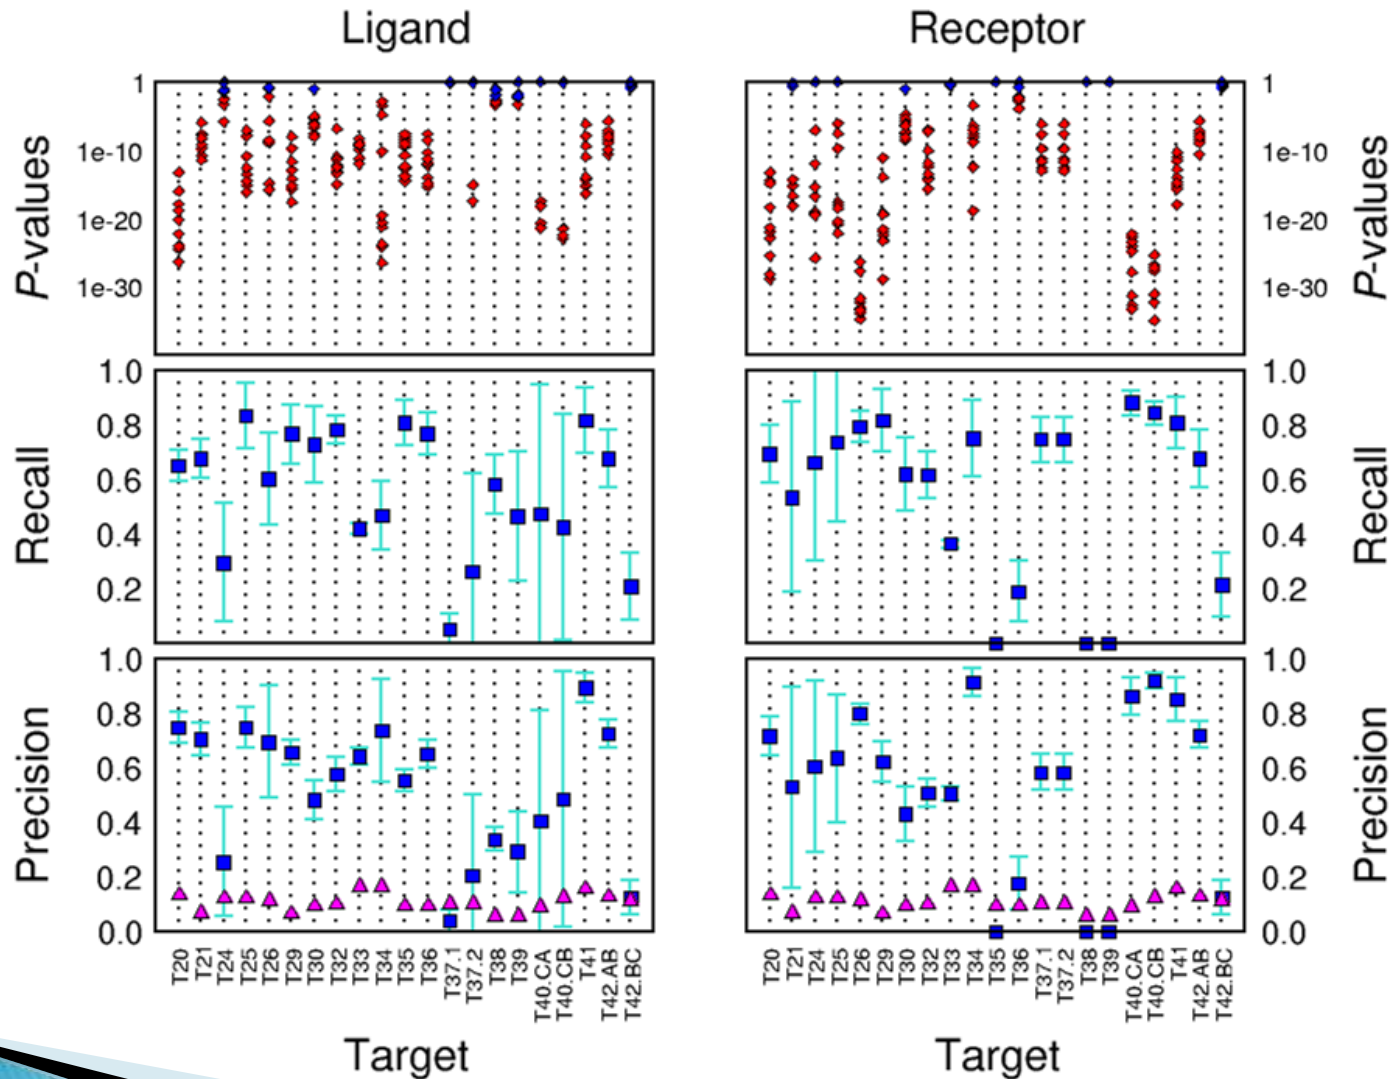 Ligand
Receptor
P-values
1
1e-10
1e-20
1e-30
1
1e-10
1e-20
1e-30
P-values
Recall
1.0
0.8
0.6
0.4
0.2
1.0
0.8
0.6
0.4
0.2
Recall
Precision
1.0
0.8
0.6
0.4
0.2
0.0
1.0
0.8
0.6
0.4
0.2
0.0
Precision
T20
T21
T24
T25
T26
T29
T30
T32
T33
T34
T35
T36
T37.1
T37.2
T38
T39
T40.CA
T40.CB
T41
T42.AB
T42.BC
T20
T21
T24
T25
T26
T29
T30
T32
T33
T34
T35
T36
T37.1
T37.2
T38
T39
T40.CA
T40.CB
T41
T42.AB
T42.BC
Target
Target